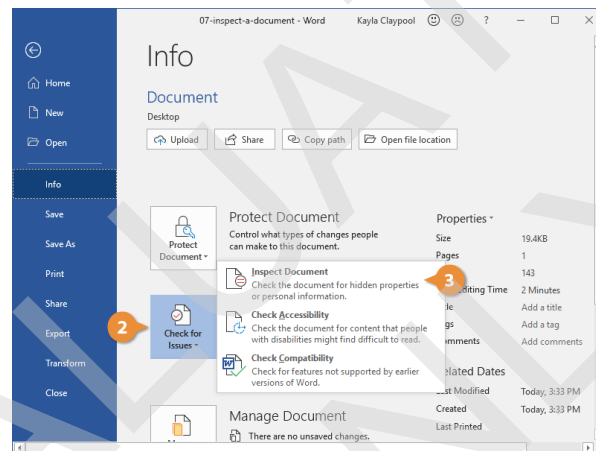 07-inspect-a-document - Word Kayla Claypool ?
Info
Home
New
Open
Info
Save
Save As
Print
Share
Export
Transform
Close
Document
Desktop
Upload Share Copy path Open file location
Protect Document
Protect Document
Control what types of changes people
can make to this document.
Inspect Document
Check the document for hidden properties
or personal information.
Check Accessibility
Check the document for content that people
with disabilities might find difficult to read.
Check Compatibility
Check for features not supported by earlier
versions of Word.
2
3
Check for
Issues
Manage Document
There are no unsaved changes.
Properties
Size 19.4KB
Pages 1
143
Editing Time 2 Minutes
Add a title
Add a tag
Add comments
Related Dates
Last Modified Today, 3:33 PM
Created Today, 3:33 PM
Last Printed